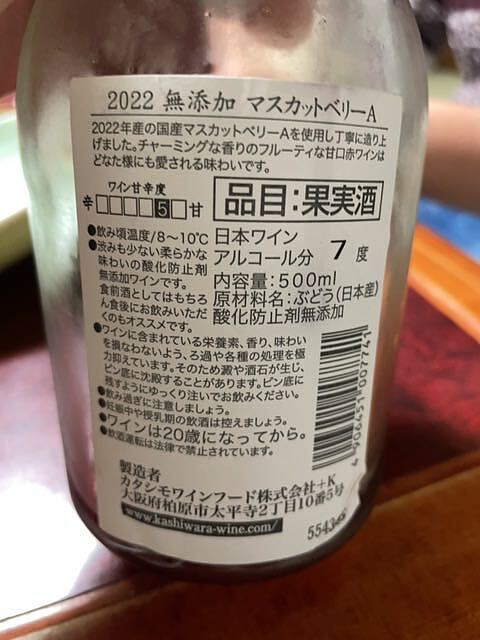 2022 無添加 マスカットベリーA
2022年産の国産マスカットベリーAを使用し丁寧に造り上
げました。チャーミングな香りのフルーティな甘口赤ワインは
どなた様にも愛される味わいです。
ワイン甘辛度
辛□□□□5□甘
品目:果実酒
●飲み頃温度/8～10℃
●渋みも少ない柔らかな
味わいの酸化防止剤
無添加ワインです。
食前酒としてはもちろ
ん食後にお飲みいただ
くのもオススメです。
日本ワイン
アルコール分 7 度
内容量:500ml
原材料名:ぶどう(日本産)
酸化防止剤無添加
●ワインに含まれている栄養素、香り、味わい
を損なわないよう、ろ過や各種の処理を極
力抑えています。そのため澱や酒石が生じ、
ビン底に沈殿することがあります。ビン底に
残すようにゆっくり注いでお飲みください。
●飲み過ぎに注意しましょう。
●妊娠中や授乳期の飲酒は控えましょう。
●ワインは20歳になってから。
●飲酒運転は法律で禁止されています。
製造者
カタシモワインフード株式会社+K
大阪府柏原市太平寺2丁目10番5号
www.kashiwara-wine.com/